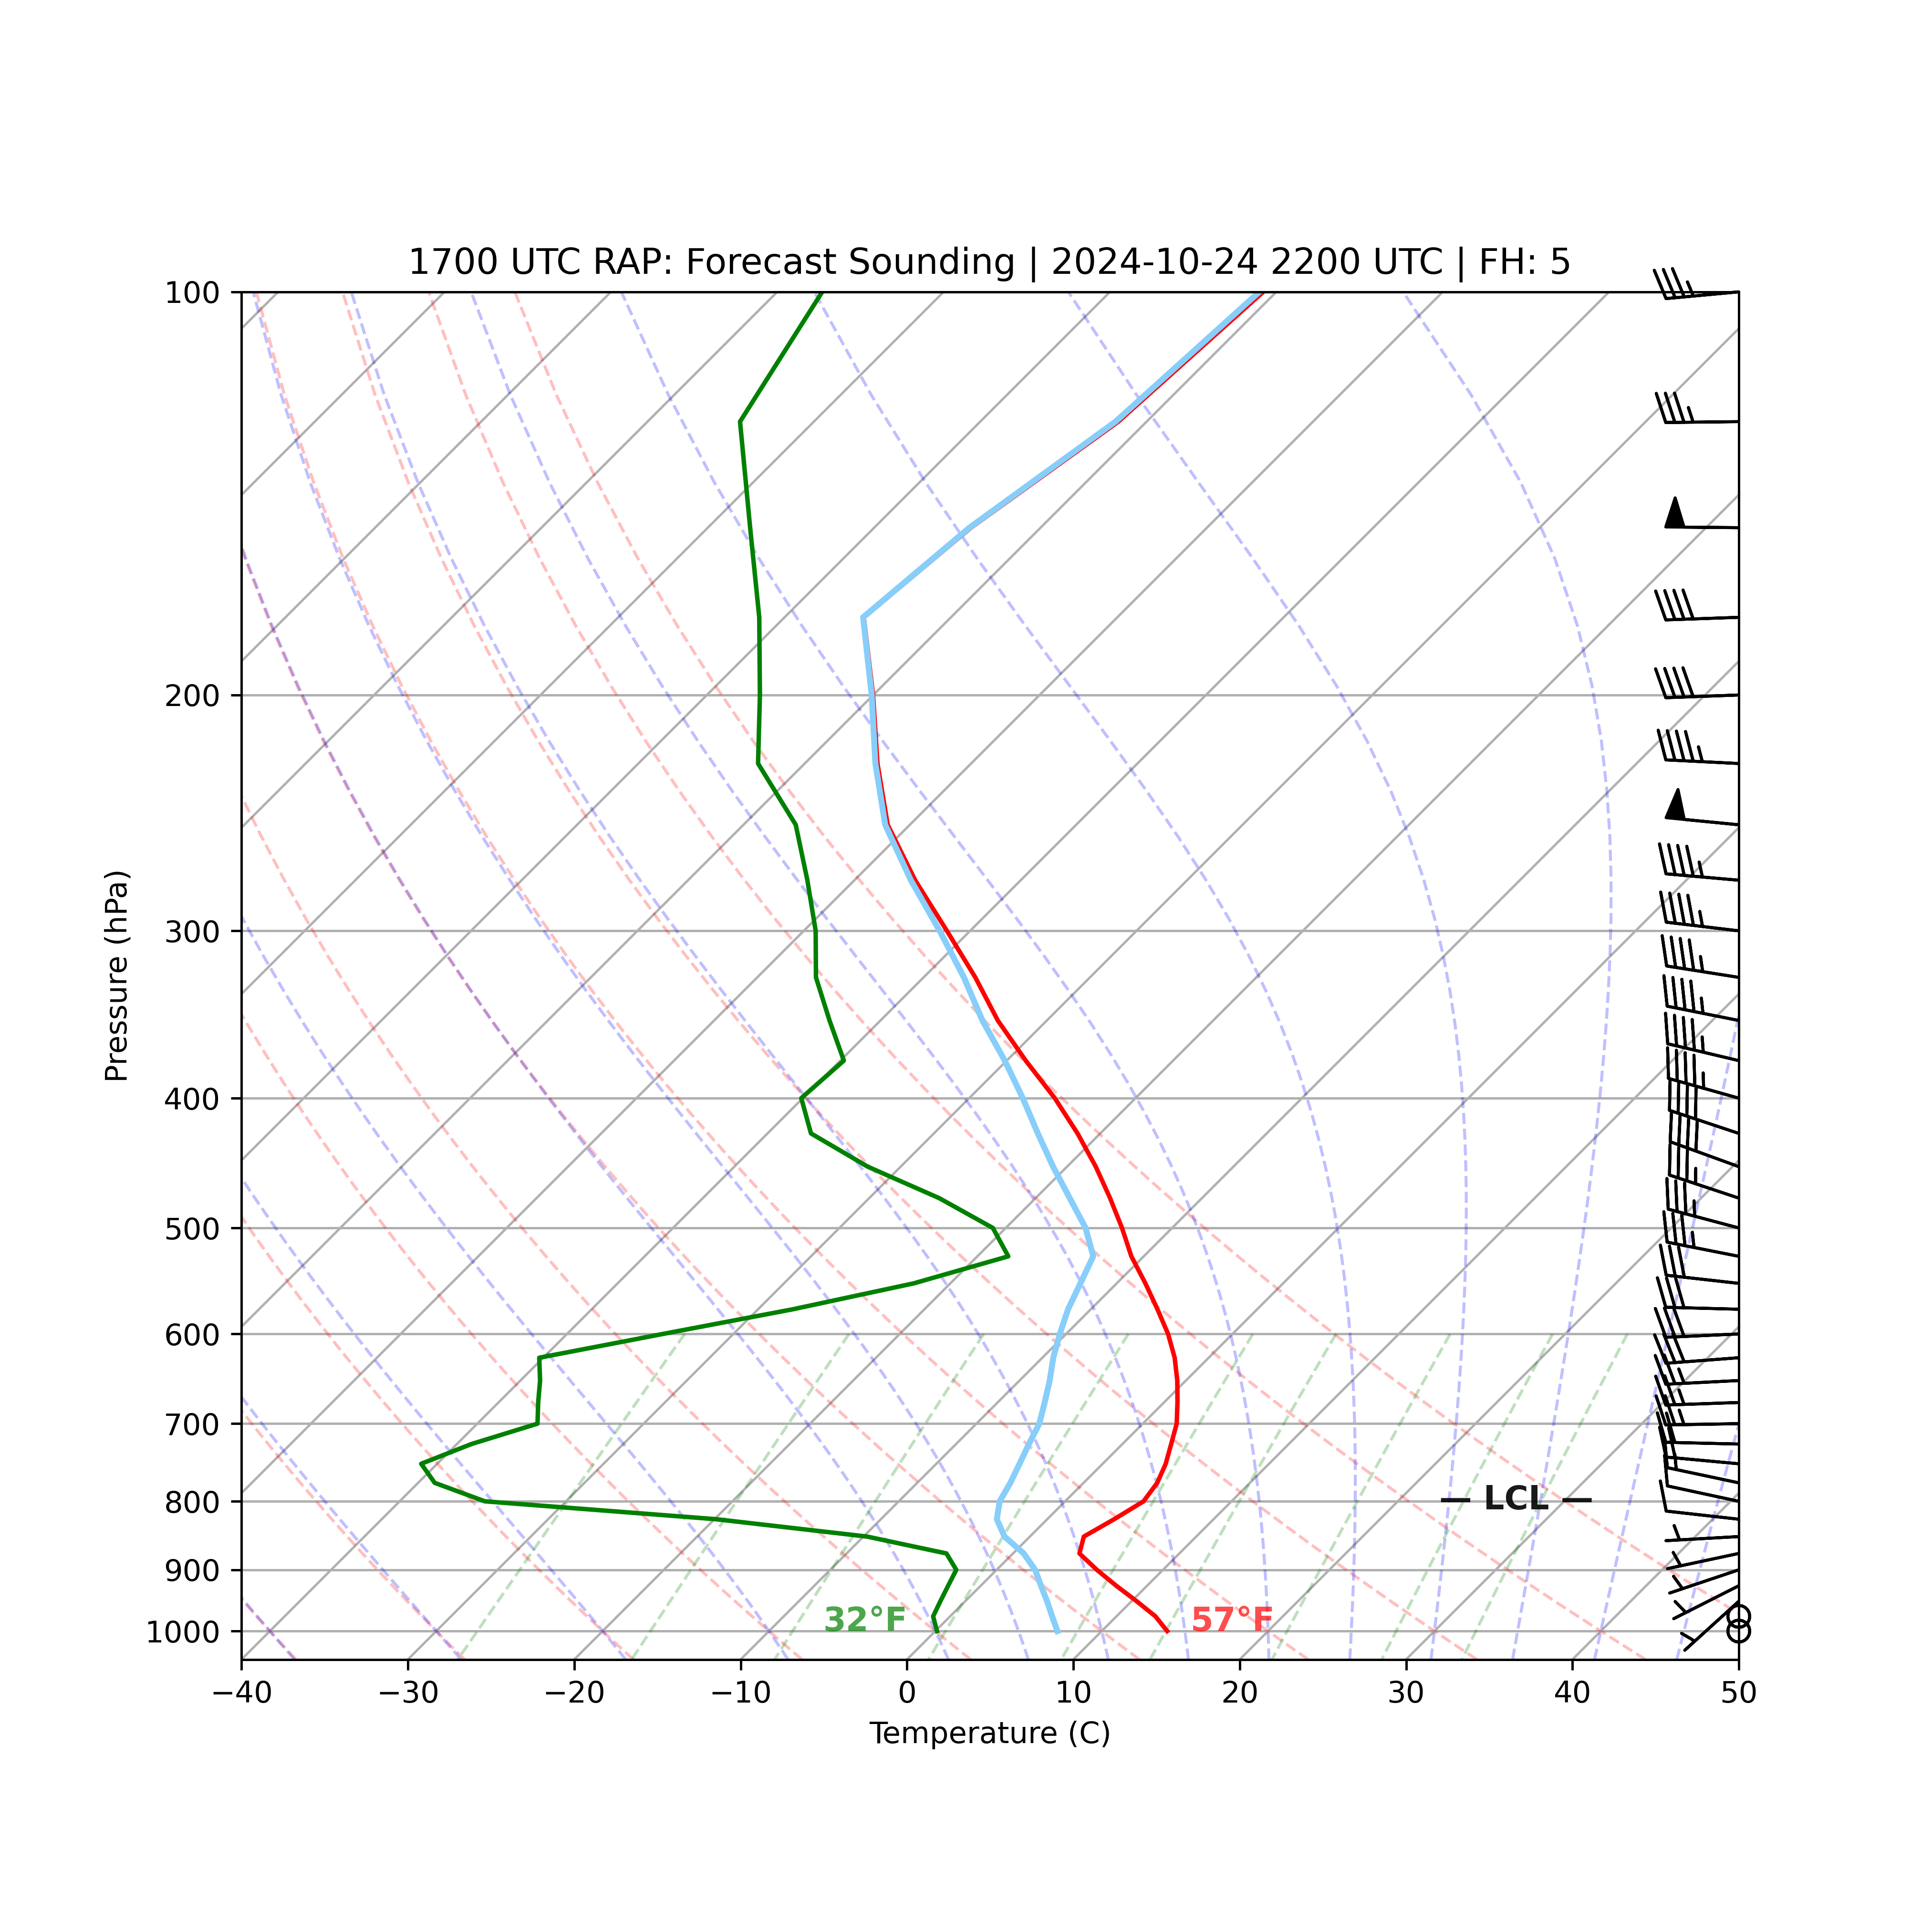 1700 UTC RAP: Forecast Sounding | 2024-10-24 2200 UTC | FH: 5
100
200
300
400
500
600
700
800
900
1000
Pressure (hPa)
LCL
32°F
57°F
−40 −30 −20 −10 0 10 20 30 40 50
Temperature (C)